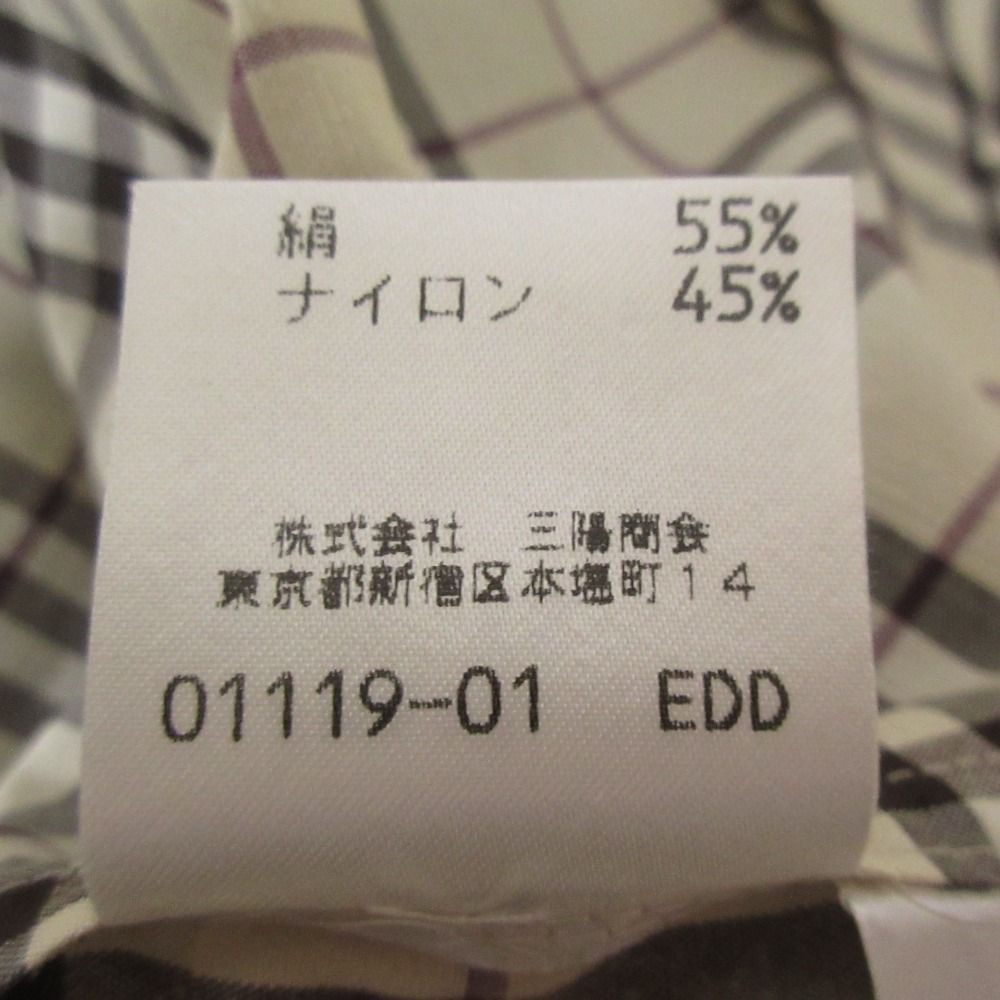 絹 55%
ナイロン 45%
株式会社 三陽商会
東京都新宿区本塩町１４
01119-01 EDD